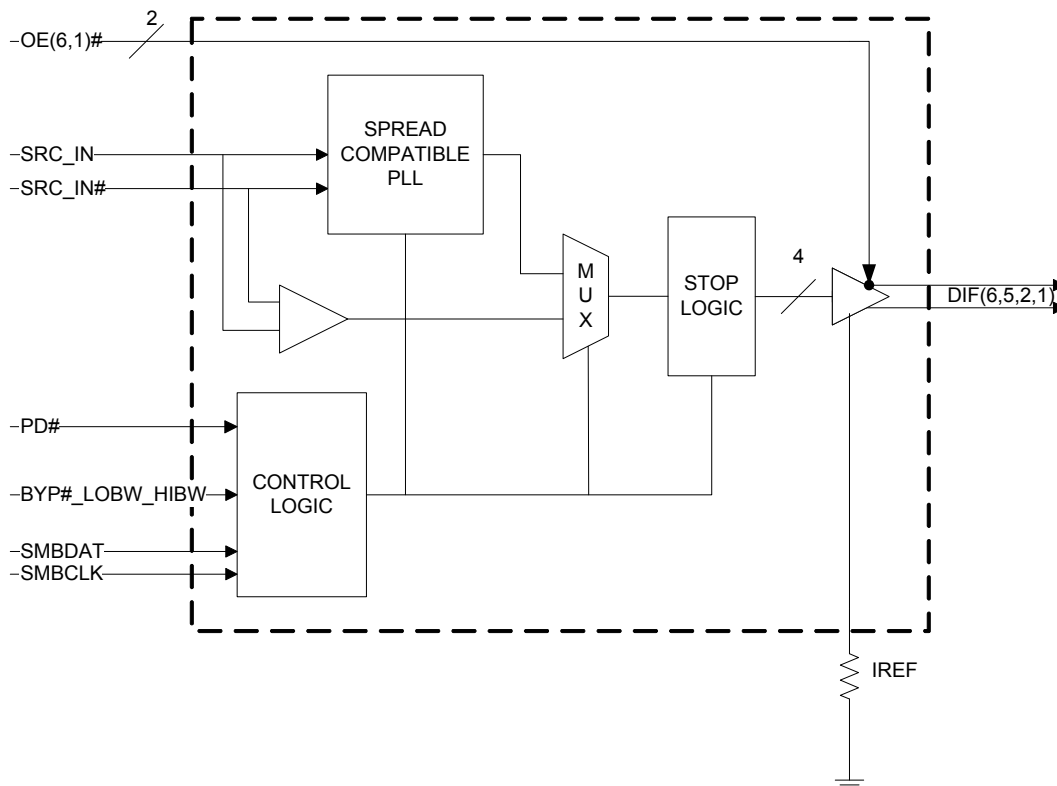 2
OE(6,1)#
SPREAD
COMPATIBLE
PLL
SRC_IN
SRC_IN#
MUX
STOP
LOGIC
4
DIF(6,5,2,1)
PD#
CONTROL
LOGIC
BYP#_LOBW_HIBW
SMBDAT
SMBCLK
IREF